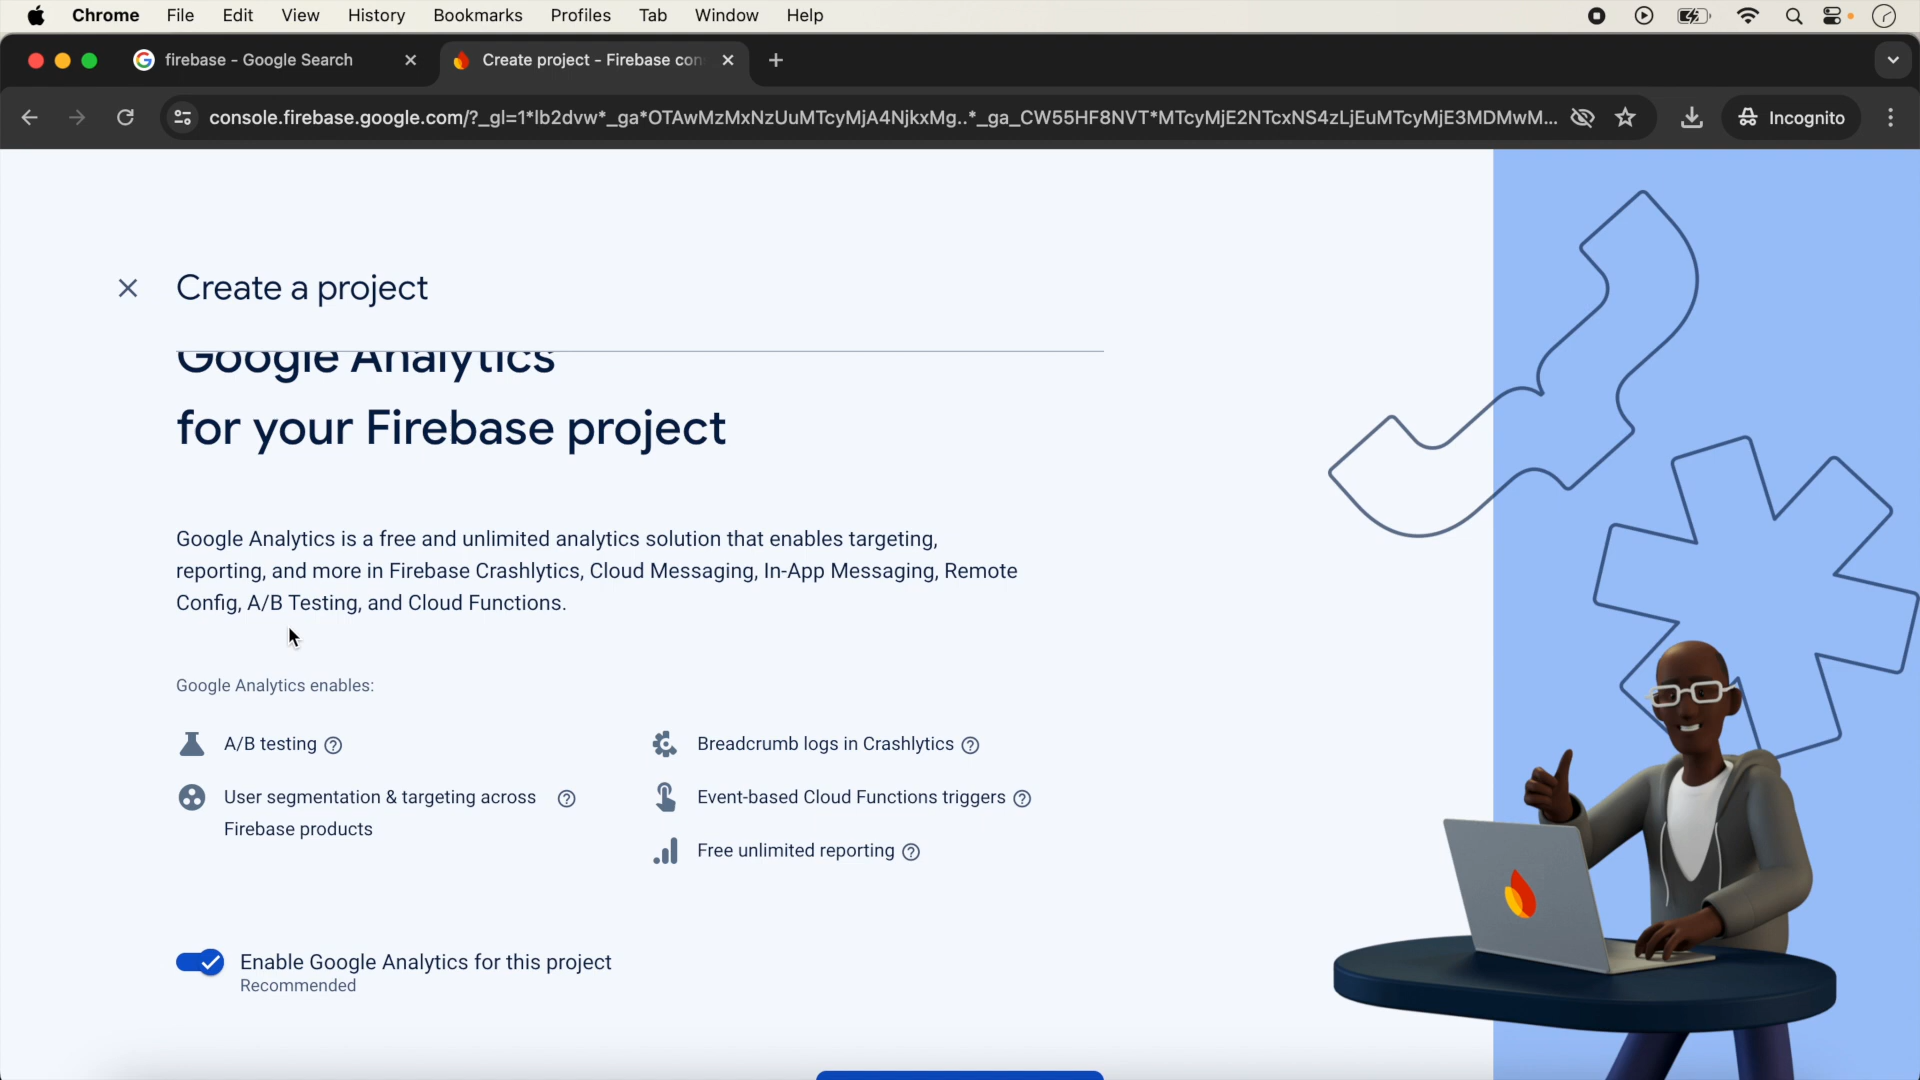 Chrome File Edit View History Bookmarks Profiles Tab Window Help
firebase - Google Search
Create project - Firebase con
console.firebase.google.com/?_gl=1*lb2dvw*_ga*OTAwMzMxNzUuMTcyMjA4NjkxMg..*_ga_CW55HF8NVT*MTcyMjE2NTcxNS4zLjEuMTcyMjE3MDMwM...
Incognito
Create a project
Google Analytics
for your Firebase project
Google Analytics is a free and unlimited analytics solution that enables targeting,
reporting, and more in Firebase Crashlytics, Cloud Messaging, In-App Messaging, Remote
Config, A/B Testing, and Cloud Functions.
Google Analytics enables:
A/B testing
Breadcrumb logs in Crashlytics
User segmentation & targeting across
Firebase products
Event-based Cloud Functions triggers
Free unlimited reporting
Enable Google Analytics for this project
Recommended